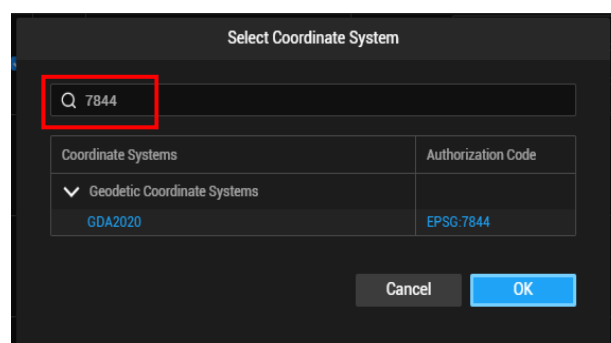 Select Coordinate System
7844
Coordinate Systems Authorization Code
Geodetic Coordinate Systems
GDA2020 EPSG:7844
Cancel OK